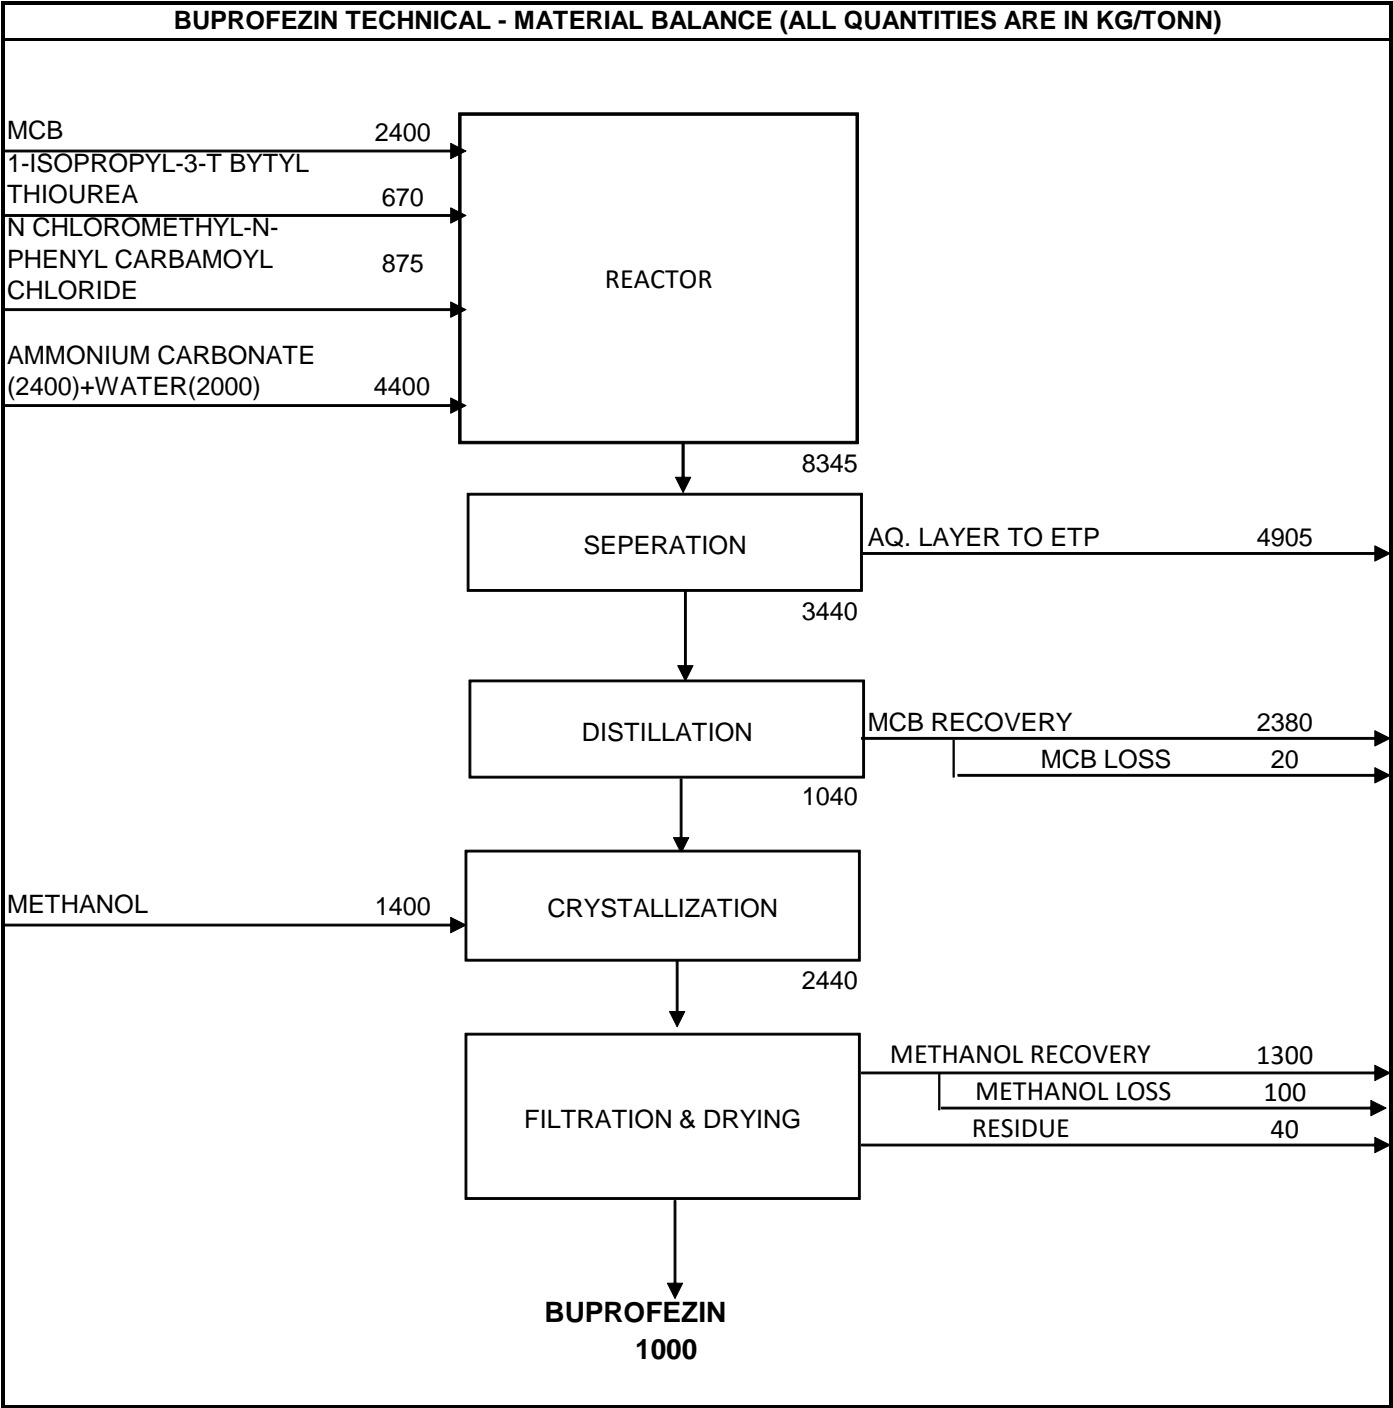 BUPROFEZIN TECHNICAL - MATERIAL BALANCE (ALL QUANTITIES ARE IN KG/TONN)
MCB 2400
1-ISOPROPYL-3-T BYTYL
THIOUREA 670
N CHLOROMETHYL-N-
PHENYL CARBAMOYL 875
CHLORIDE
REACTOR
AMMONIUM CARBONATE
(2400)+WATER(2000) 4400
8345
SEPERATION
AQ. LAYER TO ETP 4905
3440
DISTILLATION
MCB RECOVERY 2380
MCB LOSS 20
1040
METHANOL 1400
CRYSTALLIZATION
2440
METHANOL RECOVERY 1300
METHANOL LOSS 100
FILTRATION & DRYING
RESIDUE 40
BUPROFEZIN
1000